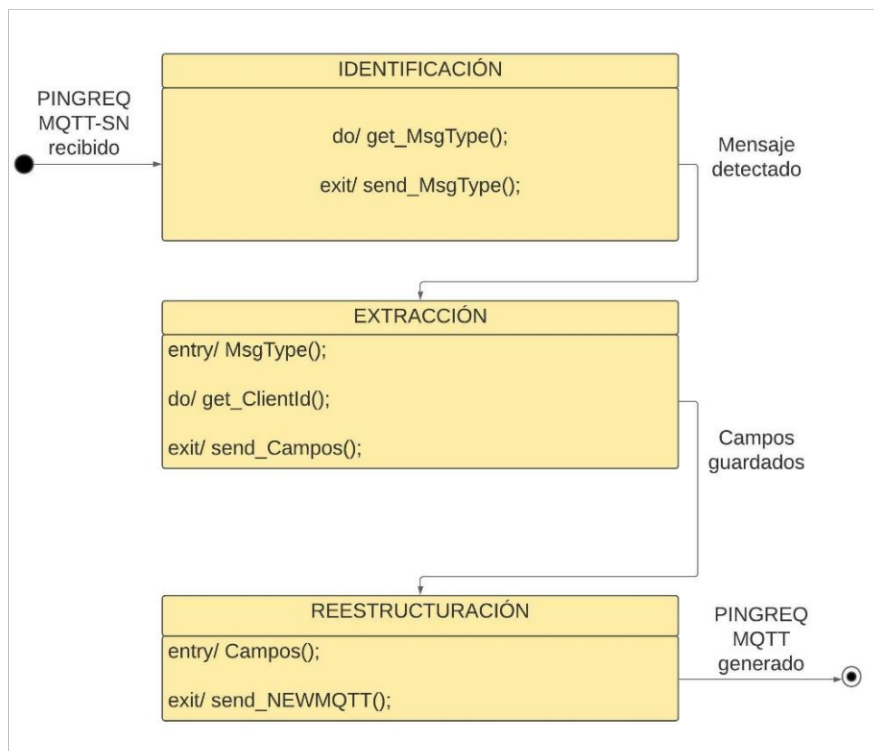 IDENTIFICACIÓN
PINGREQ
MQTT-SN
recibido
do/ get_MsgType();
exit/ send_MsgType();
Mensaje
detectado
EXTRACCIÓN
entry/ MsgType();
do/ get_ClientId();
exit/ send_Campos();
Campos
guardados
REESTRUCTURACIÓN
entry/ Campos();
exit/ send_NEWMQTT();
PINGREQ
MQTT
generado